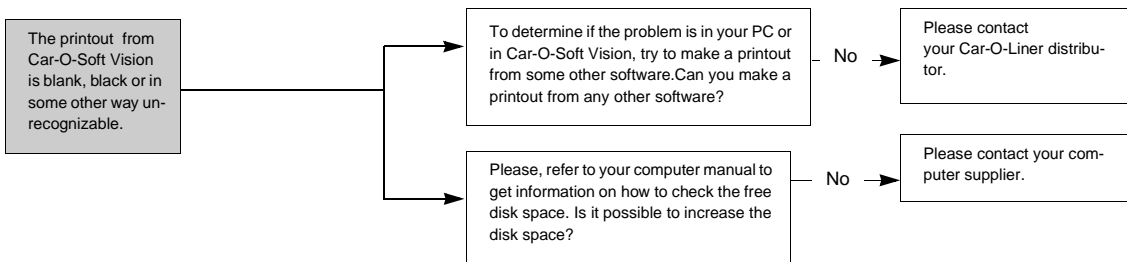 The printout from
Car-O-Soft Vision
is blank, black or in
some other way un-
recognizable.
To determine if the problem is in your PC or
in Car-O-Soft Vision, try to make a printout
from some other software.Can you make a
printout from any other software?
No
Please contact
your Car-O-Liner distribu-
tor.
Please, refer to your computer manual to
get information on how to check the free
disk space. Is it possible to increase the
disk space?
No
Please contact your com-
puter supplier.